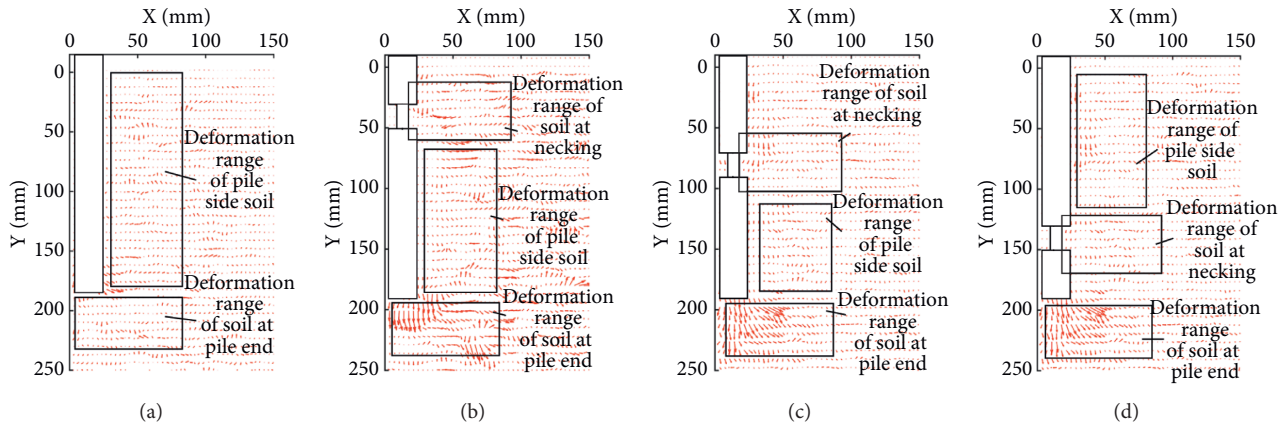 X (mm)
0 50 100 150
0
50
100
150
200
250
Y (mm)
Deformation
range
of pile
side soil
Deformation
range
of soil at
pile end
(a)
X (mm)
0 50 100 150
0
50
100
150
200
250
Y (mm)
Deformation
range of
soil at
necking
Deformation
range
of pile
side soil
Deformation
range
of soil at
pile end
(b)
X (mm)
0 50 100 150
0
50
100
150
200
250
Y (mm)
Deformation
range of soil
at necking
Deformation
range
of pile
side soil
Deformation
range
of soil at
pile end
(c)
X (mm)
0 50 100 150
0
50
100
150
200
250
Y (mm)
Deformation
range of
pile side
soil
Deformation
range of
soil at
necking
Deformation
range
of soil at
pile end
(d)